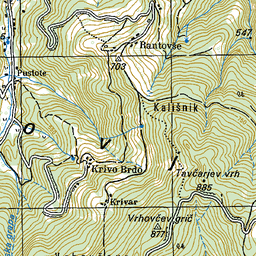 Rantovše
547
703
Pustote
Kališnik
O
V
Krivo Brdo
Tavčarjev vrh
885
Krivar
Vrhovčev grič
877